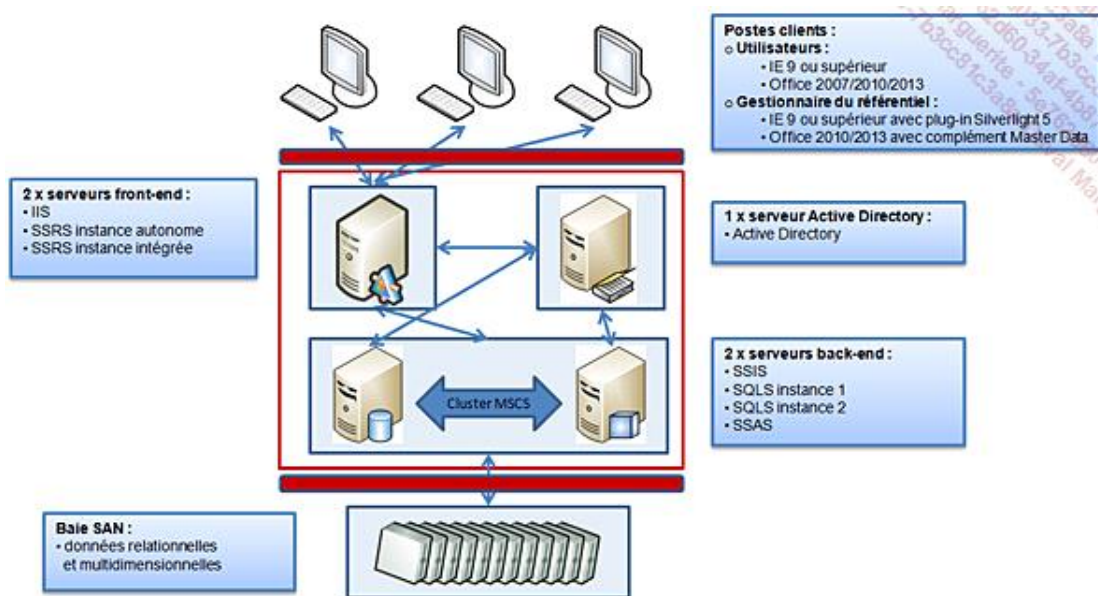 Postes clients :
o Utilisateurs :
• IE 9 ou supérieur
• Office 2007/2010/2013
o Gestionnaire du référentiel :
• IE 9 ou supérieur avec plug-in Silverlight 5
• Office 2010/2013 avec complément Master Data
2 x serveurs front-end :
• IIS
• SSRS instance autonome
• SSRS instance intégrée
1 x serveur Active Directory :
• Active Directory
2 x serveurs back-end :
• SSIS
• SQLS instance 1
• SQLS instance 2
• SSAS
Cluster MSCS
Baie SAN :
• données relationnelles
et multidimensionnelles